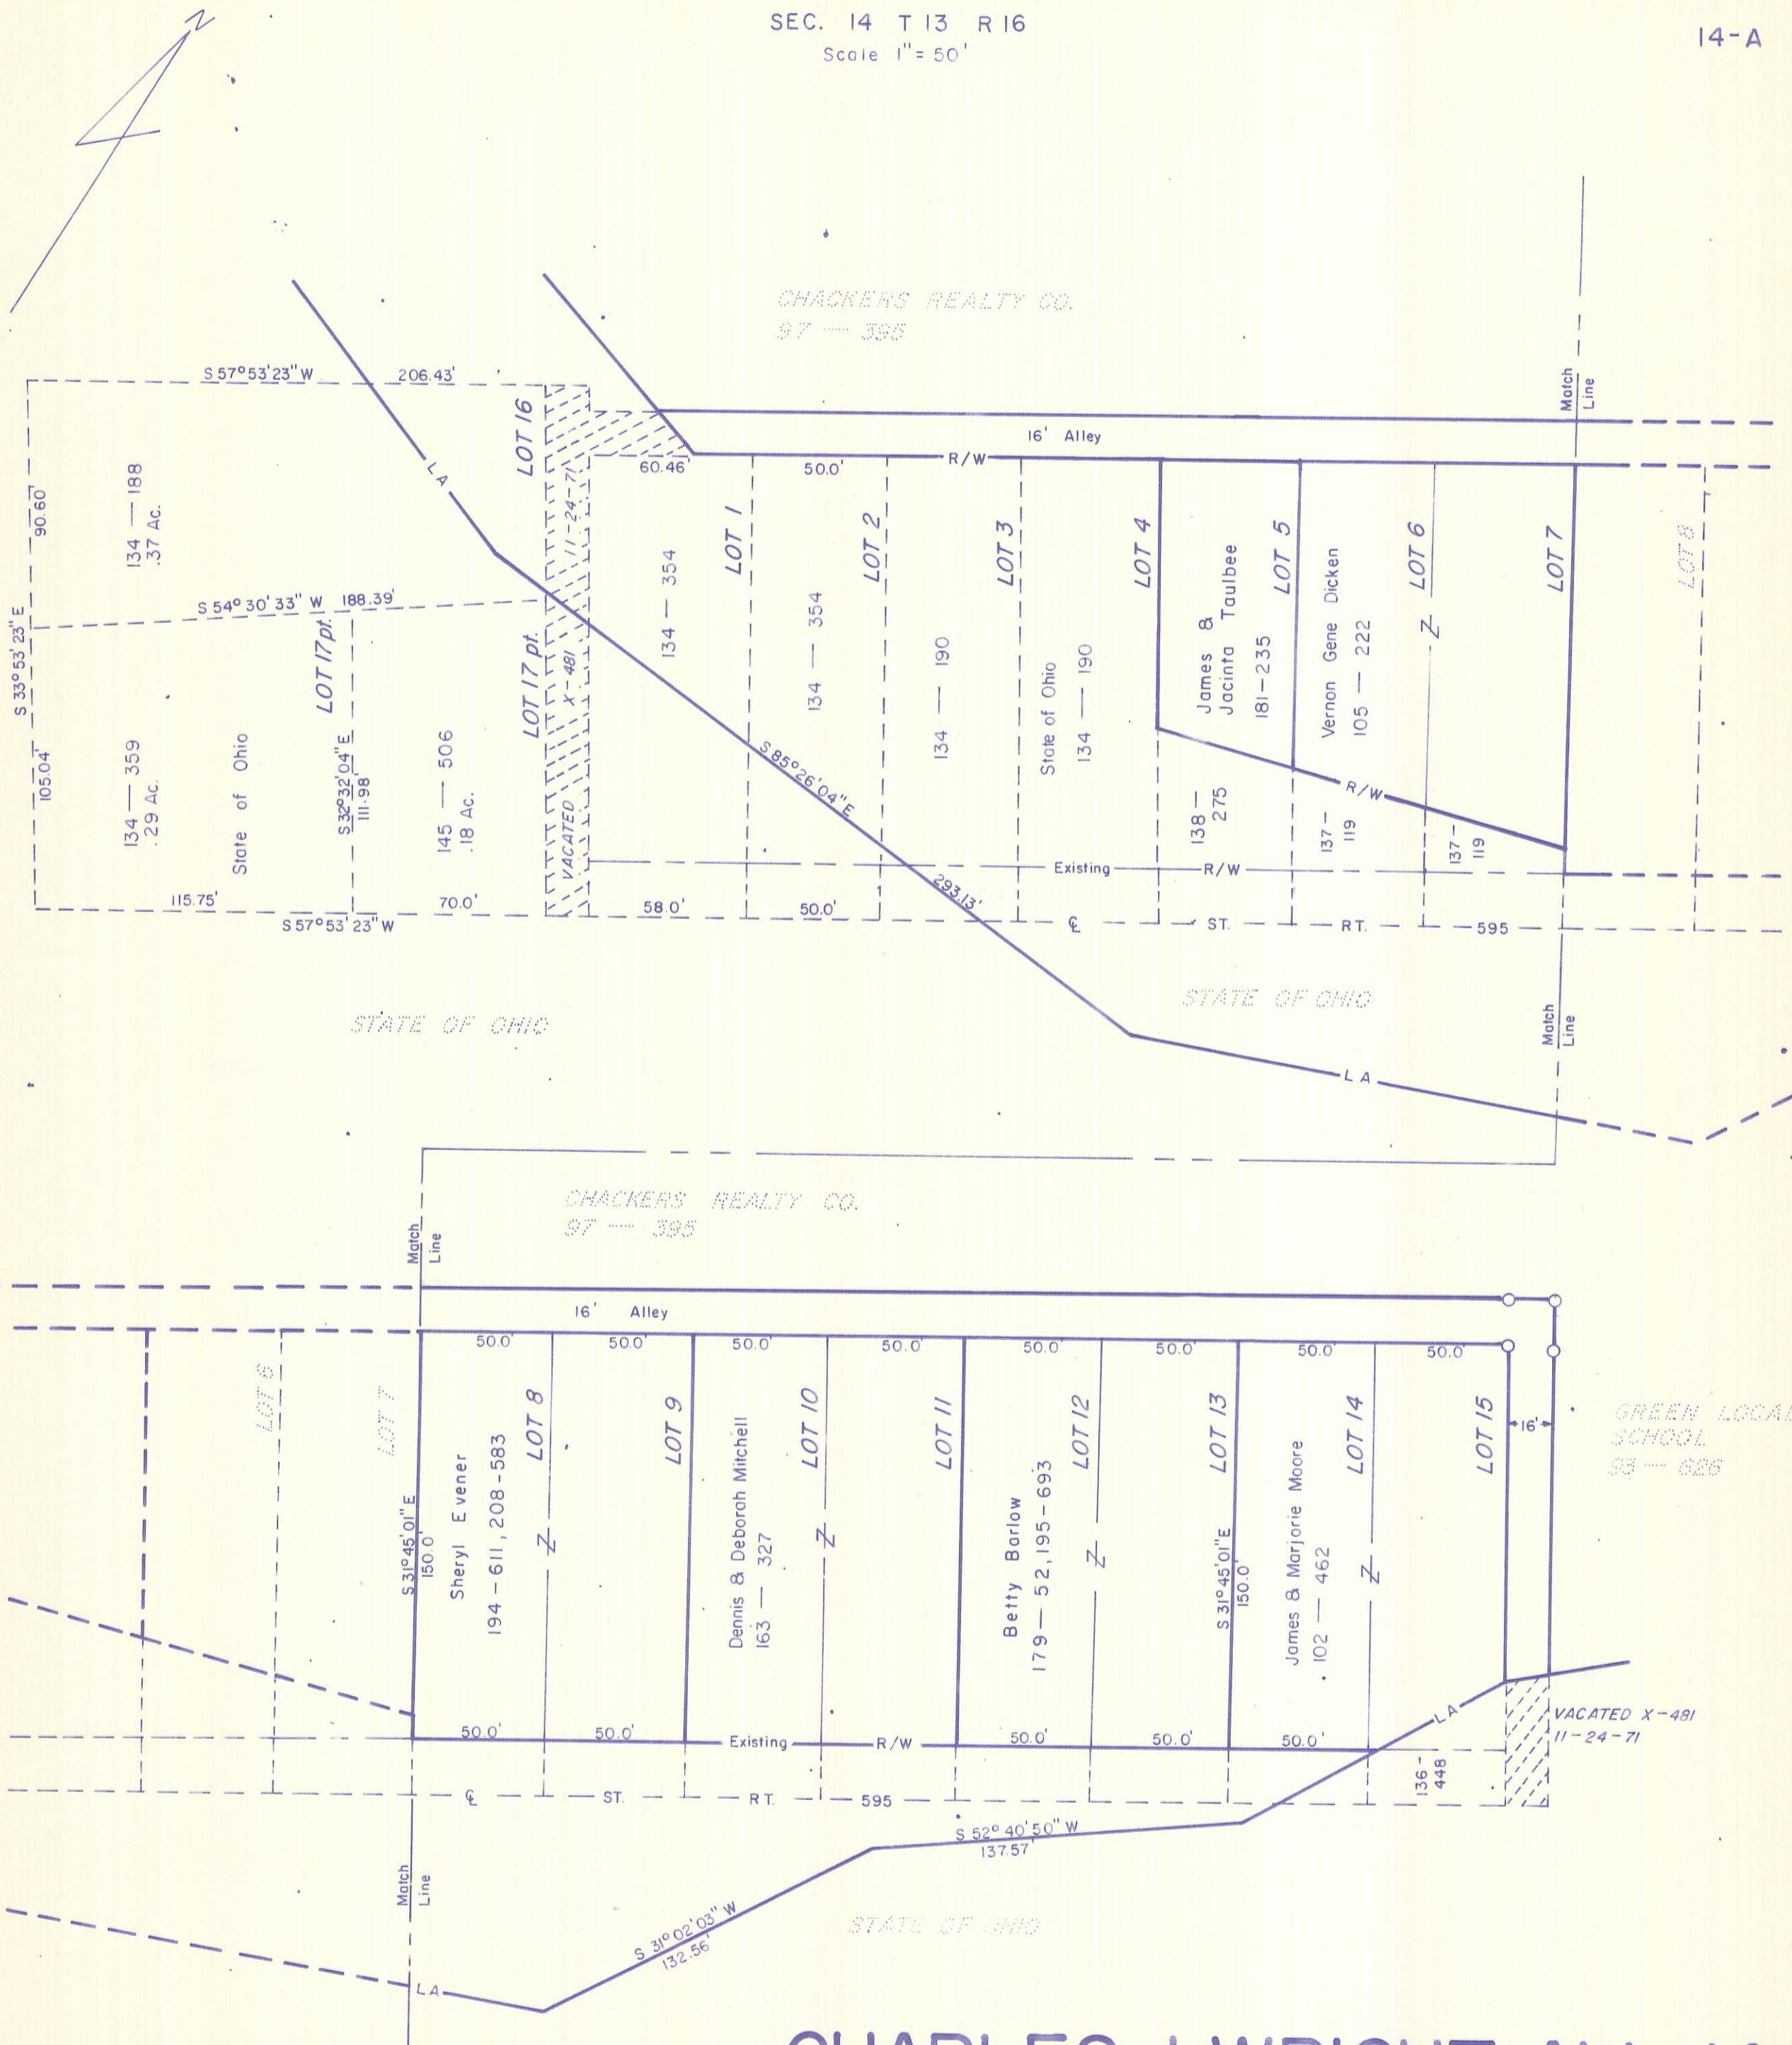 SEC. 14 T 13 R 16
Scale 1" = 50'
14-A
N
CHACKERS REALTY CO.
97 — 395
Match
Line
S 57°53'23" W
206.43'
LOT 16
16' Alley
60.46'
50.0'
R/W
LA
90.60'
134 — 188
.37 Ac.
S 54° 30' 33" W 188.39'
S 33° 53' 23" E
105.04'
134 — 359
.29 Ac.
State of Ohio
LOT 17 pt.
S 32°32'04" E
111.98'
145 — 506
.18 Ac.
LOT 17 pt.
VACATED X-481 11-24-71
134 — 354
LOT 1
134 — 354
LOT 2
134 — 190
LOT 3
State of Ohio
134 — 190
LOT 4
James &
Jacinta Taulbee
181-235
LOT 5
Vernon Gene Dicken
105 — 222
LOT 6
Z
LOT 7
LOT 8
138 —
275
137-
119
137-
119
R/W
S 85°26'04" E
293.13'
Existing R/W
115.75'
S 57°53'23" W
70.0'
58.0'
50.0'
℄ ST. RT. 595
STATE OF OHIO
STATE OF OHIO
Match
Line
LA
CHACKERS REALTY CO.
97 — 395
Match
Line
16' Alley
50.0'
50.0'
50.0'
50.0'
50.0'
50.0'
50.0'
50.0'
LOT 6
LOT 7
S 31°45'01" E
150.0'
Sheryl Evener
194 - 611, 208 - 583
LOT 8
Z
LOT 9
Dennis & Deborah Mitchell
163 — 327
LOT 10
Z
LOT 11
Betty Barlow
179 — 52, 195 - 693
LOT 12
Z
LOT 13
S 31°45'01" E
150.0'
James & Marjorie Moore
102 — 462
LOT 14
Z
LOT 15
16'
GREEN LOCAL
SCHOOL
50.0'
50.0'
Existing R/W
50.0'
50.0'
50.0'
LA
136-
448
VACATED X-481
11-24-71
℄ ST. RT. 595
S 52° 40' 50" W
137.57'
Match
Line
S 31° 02' 03" W
132.56'
STATE OF OHIO
LA